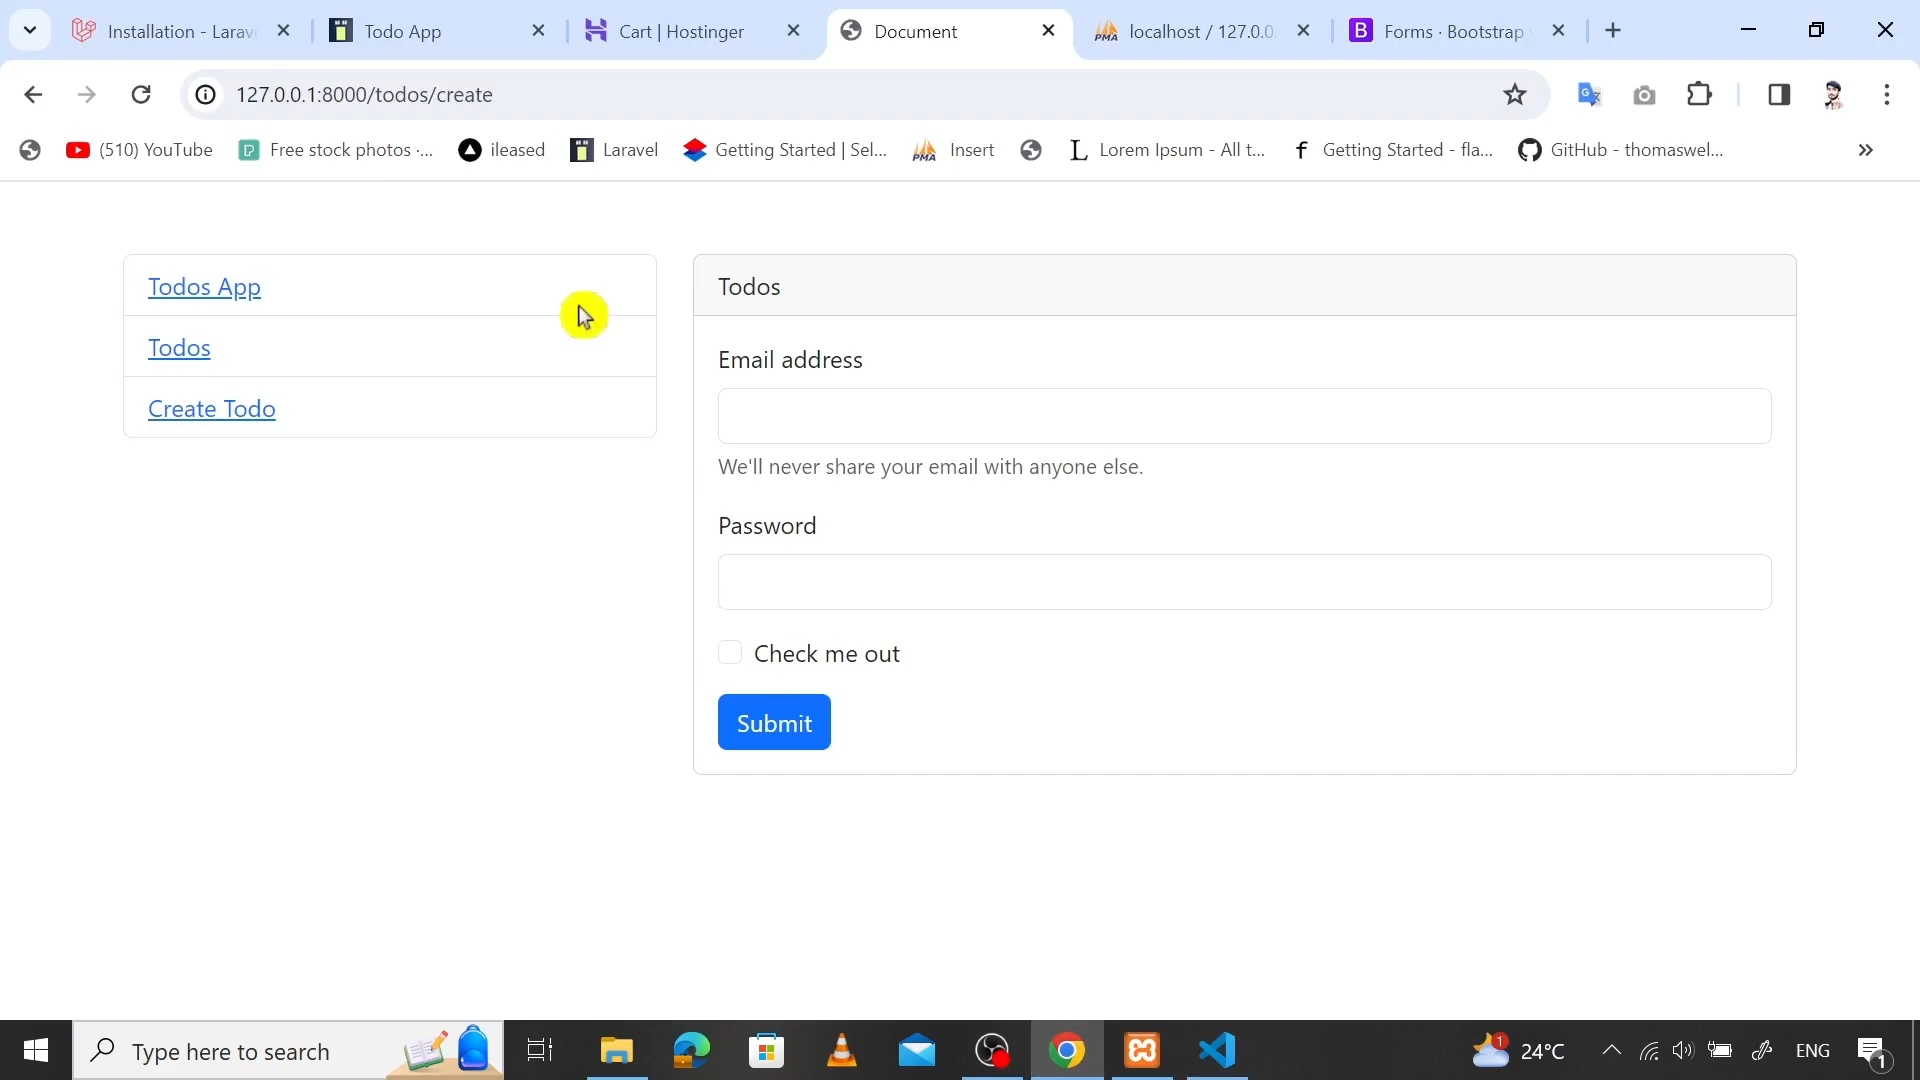 Installation - Larave
Todo App
Cart | Hostinger
Document
localhost / 127.0.0.
Forms · Bootstrap
127.0.0.1:8000/todos/create
(510) YouTube
Free stock photos ·...
ileased
Laravel
Getting Started | Sel...
Insert
Lorem Ipsum - All t...
Getting Started - fla...
GitHub - thomaswel...
Todos App
Todos
Create Todo
Todos
Email address
We'll never share your email with anyone else.
Password
Check me out
Submit
Type here to search
1
24°C
ENG
1